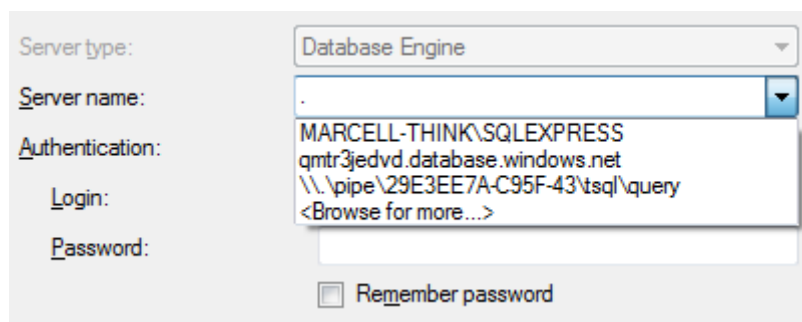 Server type: Database Engine
Server name: .
MARCELL-THINK\SQLEXPRESS
Authentication:
qmtr3jedvd.database.windows.net
\\.\pipe\29E3EE7A-C95F-43\tsql\query
Login:
<Browse for more...>
Password:
Remember password